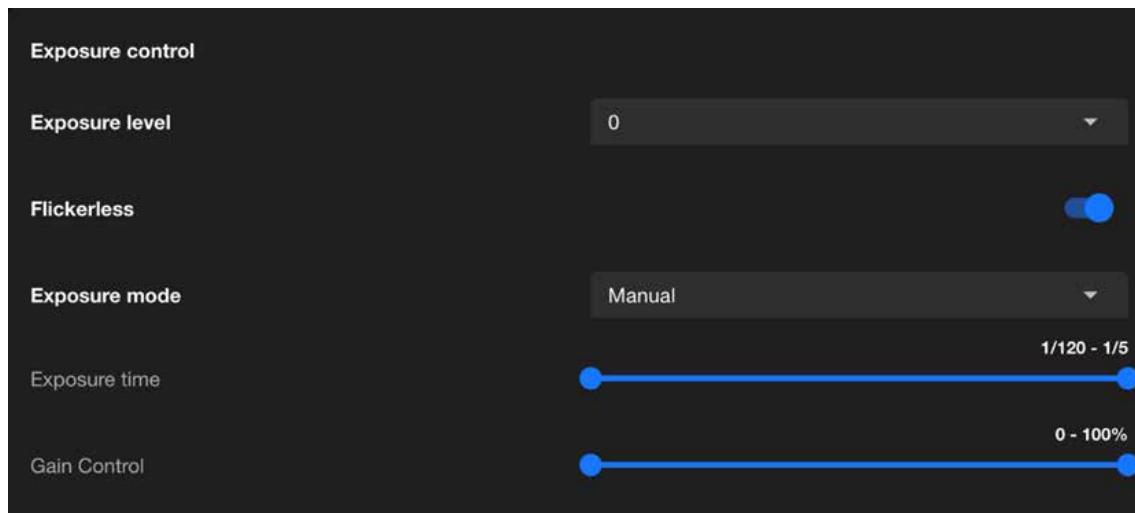 Exposure control
Exposure level
0
Flickerless
Exposure mode
Manual
1/120 - 1/5
Exposure time
0 - 100%
Gain Control